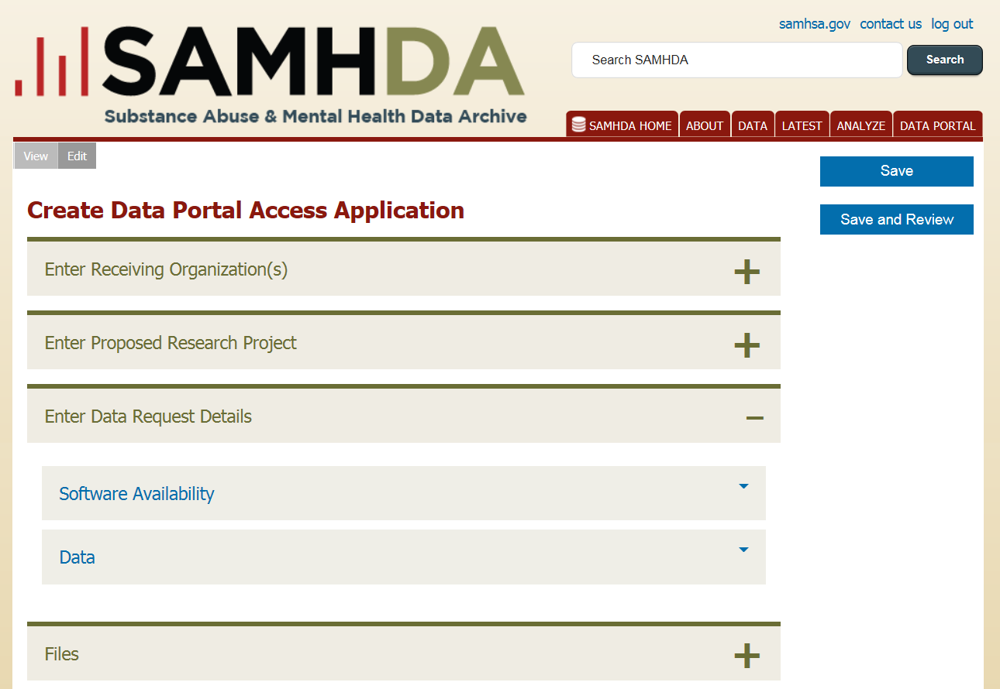 samhsa.gov contact us log out
SAMHDA
Substance Abuse & Mental Health Data Archive
Search SAMHDA
Search
SAMHDA HOME ABOUT DATA LATEST ANALYZE DATA PORTAL
View Edit
Save
Save and Review
Create Data Portal Access Application
Enter Receiving Organization(s)
Enter Proposed Research Project
Enter Data Request Details
Software Availability
Data
Files